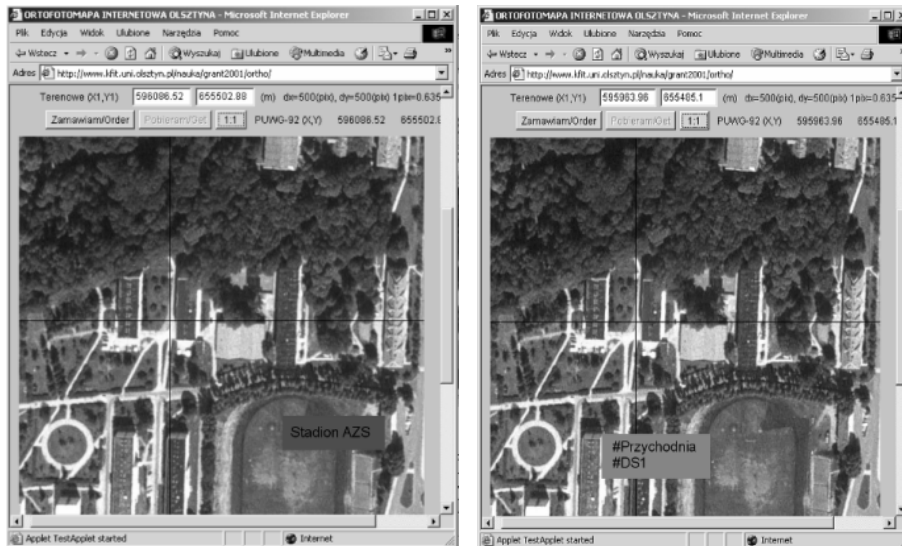 ORTOFOTOMAPA INTERNETOWA OLSZTYNA - Microsoft Internet Explorer
Plik Edycja Widok Ulubione Narzędzia Pomoc
Wstecz Wyszukaj Ulubione Multimedia
Adres http://www.kfit.uni.olsztyn.pl/nauka/grant2001/ortho/
Terenowe (X1,Y1) 596086.52 655502.88 (m) dx=500(pix), dy=500(pix) 1pix=0.635
Zamawiam/Order Pobieram/Get 1:1 PUWG-92 (X,Y) 596086.52 655502.8
Stadion AZS
Applet TestApplet started Internet
ORTOFOTOMAPA INTERNETOWA OLSZTYNA - Microsoft Internet Explorer
Plik Edycja Widok Ulubione Narzędzia Pomoc
Wstecz Wyszukaj Ulubione Multimedia
Adres http://www.kfit.uni.olsztyn.pl/nauka/grant2001/ortho/
Terenowe (X1,Y1) 595963.96 655485.1 (m) dx=500(pix), dy=500(pix) 1pix=0.635
Zamawiam/Order Pobieram/Get 1:1 PUWG-92 (X,Y) 595963.96 655485.1
#Przychodnia
#DS1
Applet TestApplet started Internet